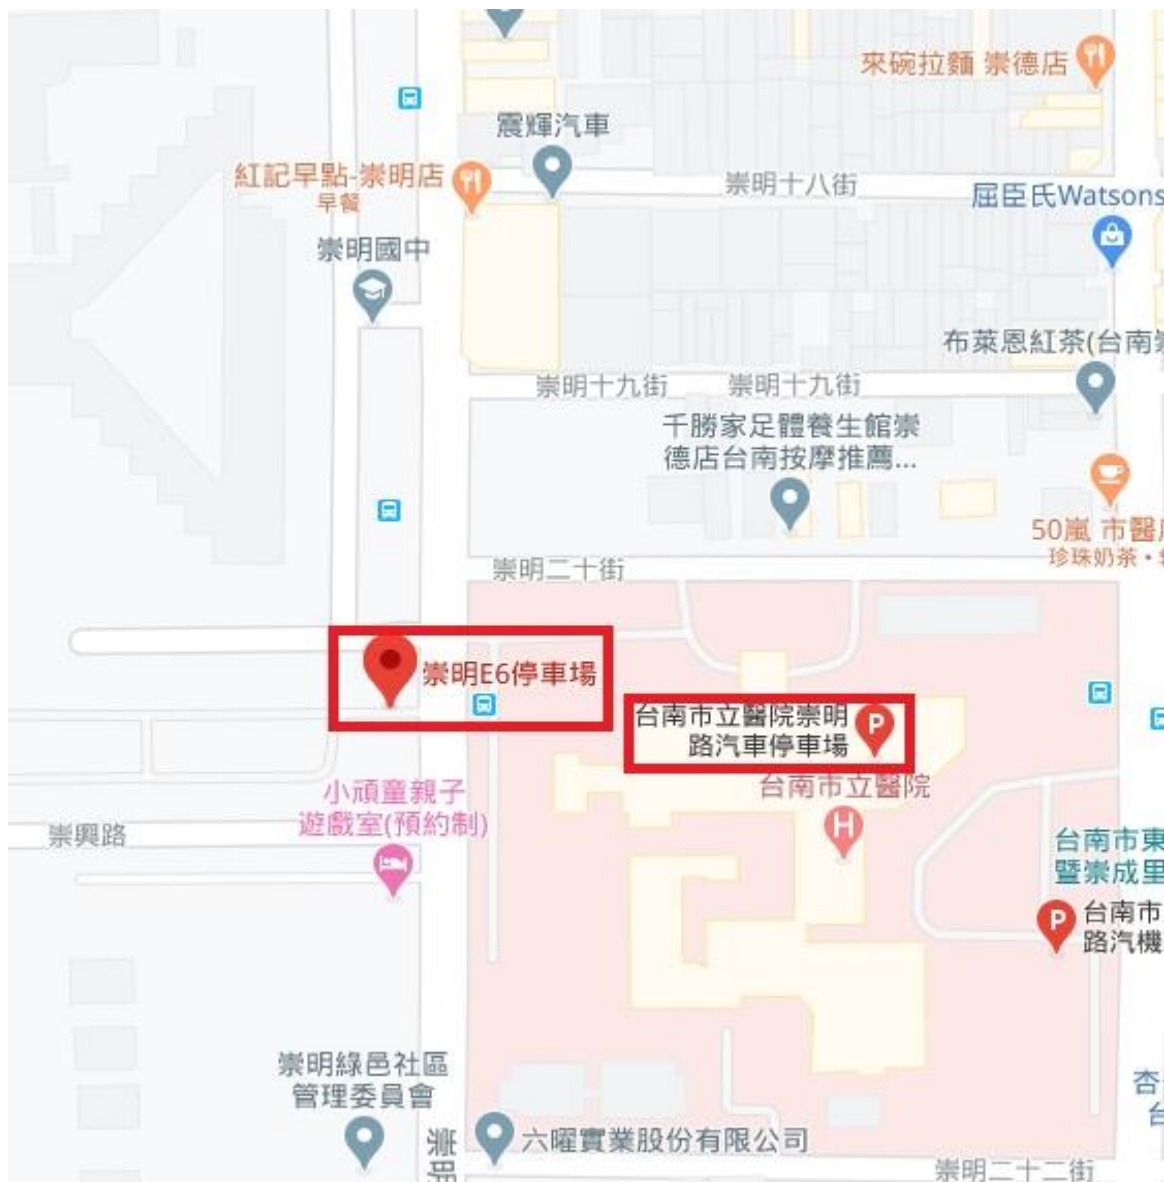 來碗拉麵 崇德店
震輝汽車
紅記早點-崇明店
早餐
崇明十八街
屈臣氏Watsons
崇明國中
布萊恩紅茶(台南
崇明十九街
崇明十九街
千勝家足體養生館崇
德店台南按摩推薦...
50嵐 市醫
珍珠奶茶・
崇明二十街
崇明E6停車場
台南市立醫院崇明
路汽車停車場
P
台南市立醫院
H
小頑童親子
遊戲室(預約制)
崇興路
台南市東
暨崇成里
P
台南市
路汽機
崇明綠邑社區
管理委員會
杏
台
崇明
六曜實業股份有限公司
崇明二十二街